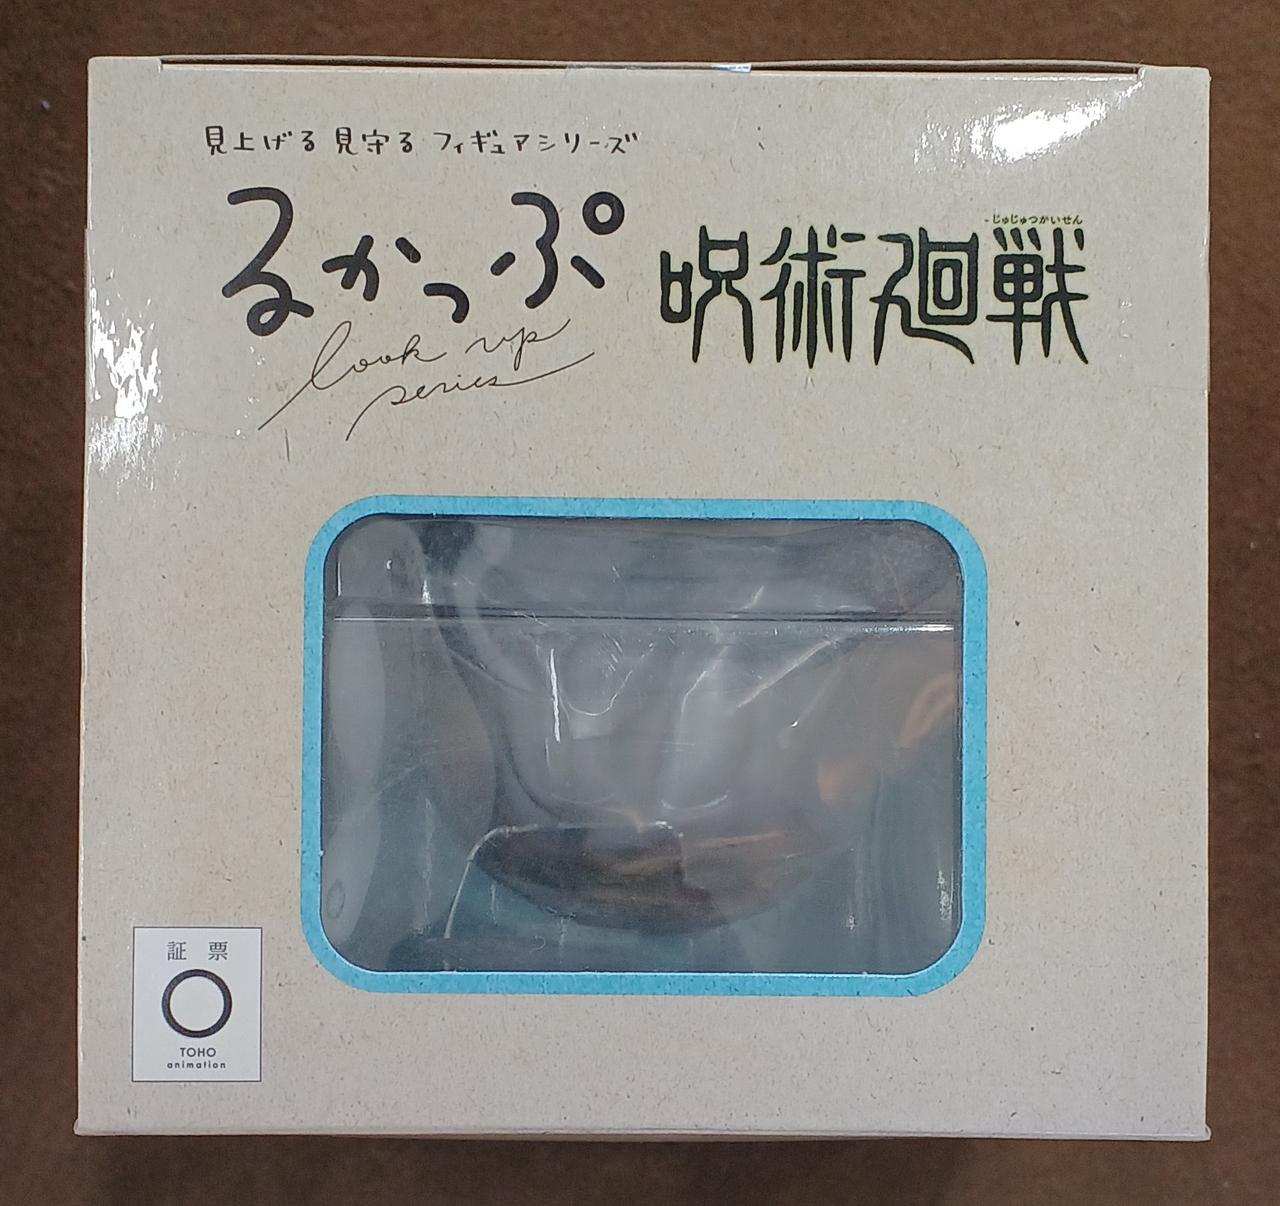 見上げる 見守る フィギュアシリーズ
るかっぷ
look up
series
じゅじゅつかいせん
呪術廻戦
証 票
TOHO
animation